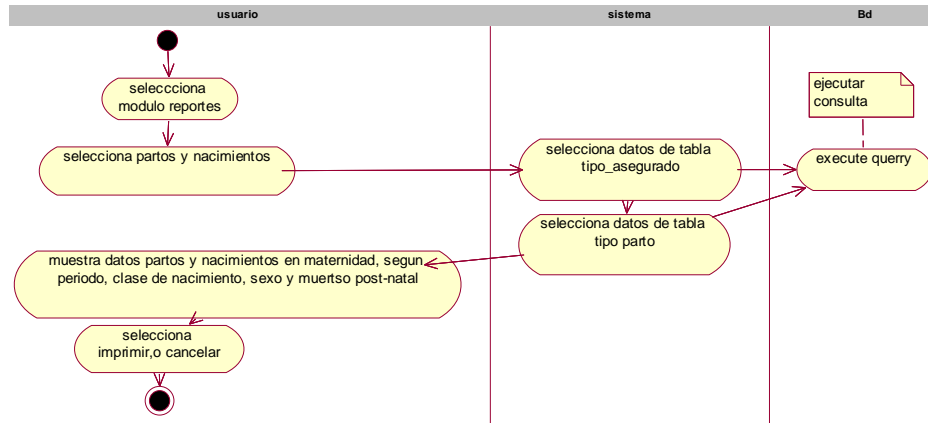 usuario
sistema
Bd
seleccciona
modulo reportes
ejecutar
consulta
selecciona partos y nacimientos
selecciona datos de tabla
tipo_asegurado
execute querry
selecciona datos de tabla
tipo parto
muestra datos partos y nacimientos en maternidad, segun
periodo, clase de nacimiento, sexo y muertso post-natal
selecciona
imprimir,o cancelar